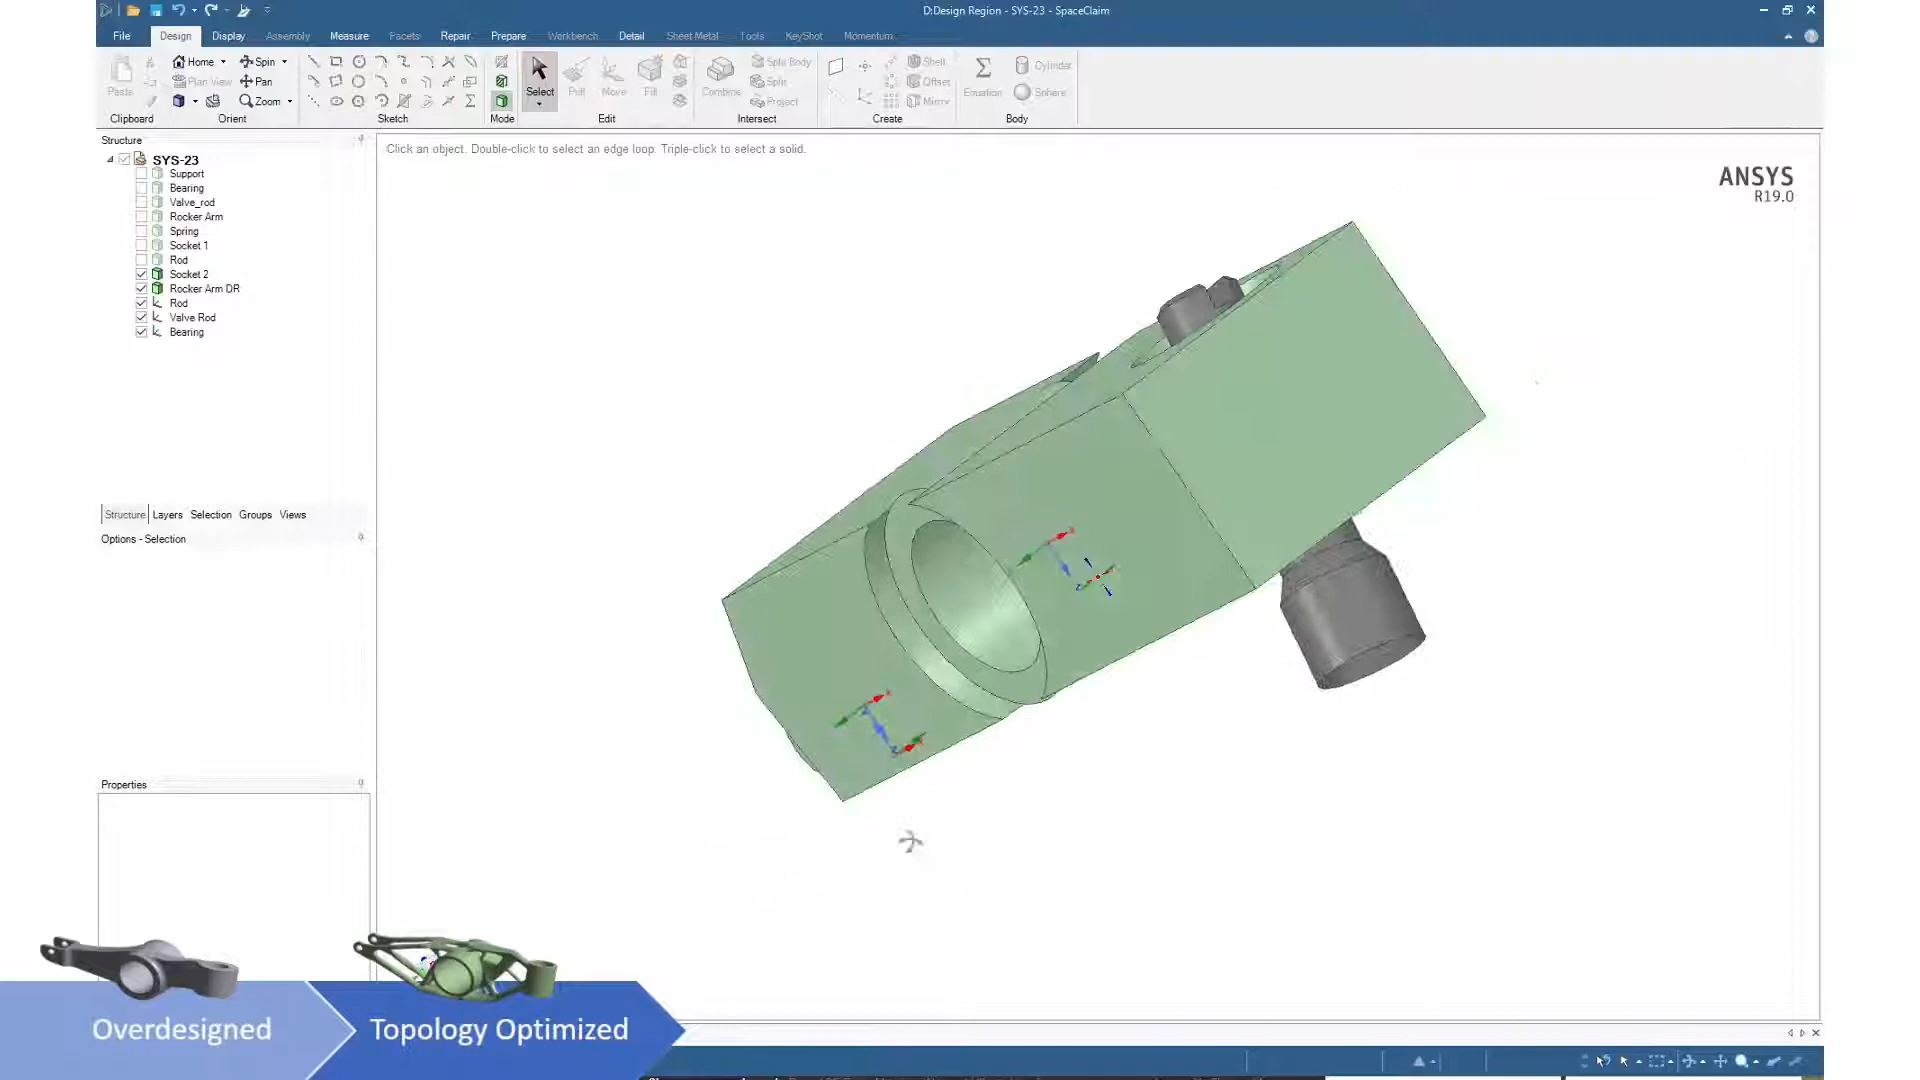 D:Design Region - SYS-23 - SpaceClaim
File Design Display Assembly Measure Facets Repair Prepare Workbench Detail Sheet Metal Tools KeyShot Momentum
Home Spin
Plan View Pan
Zoom
Paste
Select Pull Move Fill
Combine
Split Body
Split
Project
Shell
Offset
Mirror
Equation
Cylinder
Sphere
Clipboard Orient Sketch Mode Edit Intersect Create Body
Structure
SYS-23
Support
Bearing
Valve_rod
Rocker Arm
Spring
Socket 1
Rod
Socket 2
Rocker Arm DR
Rod
Valve Rod
Bearing
Structure Layers Selection Groups Views
Options - Selection
Properties
Click an object. Double-click to select an edge loop. Triple-click to select a solid.
ANSYS
R19.0
Overdesigned
Topology Optimized